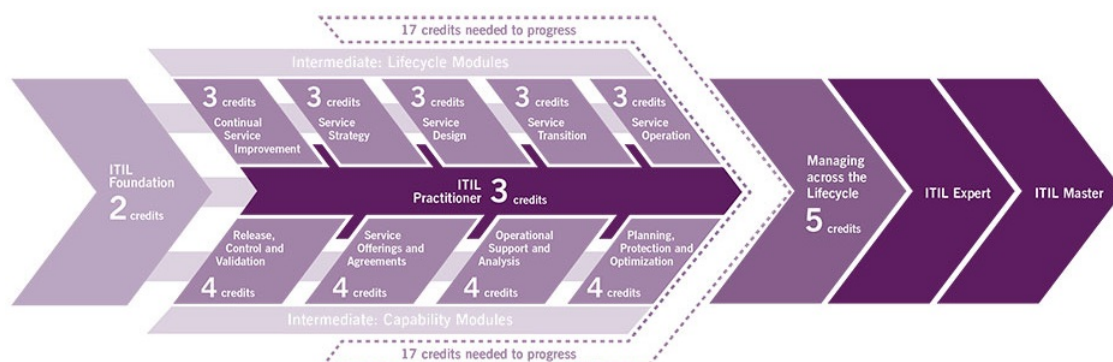 17 credits needed to progress
Intermediate: Lifecycle Modules
3 credits
Continual
Service
Improvement
3 credits
Service
Strategy
3 credits
Service
Design
3 credits
Service
Transition
3 credits
Service
Operation
ITIL
Foundation
2 credits
ITIL
Practitioner
3 credits
Release,
Control and
Validation
4 credits
Service
Offerings and
Agreements
4 credits
Operational
Support and
Analysis
4 credits
Planning,
Protection and
Optimization
4 credits
Intermediate: Capability Modules
17 credits needed to progress
Managing
across the
Lifecycle
5 credits
ITIL Expert
ITIL Master